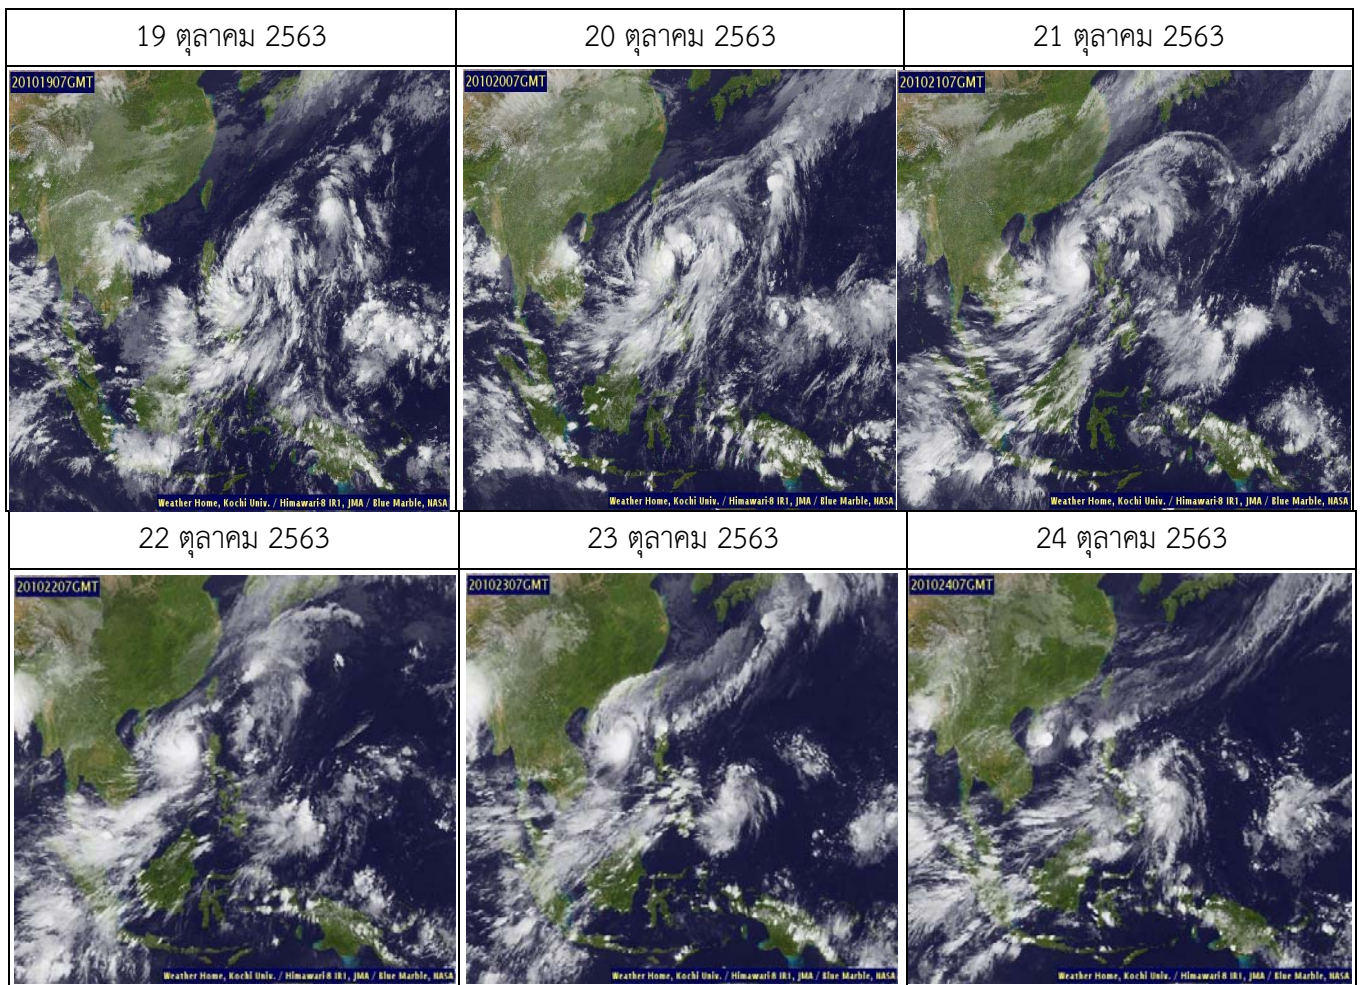 19 ตุลาคม 2563
20 ตุลาคม 2563
21 ตุลาคม 2563
20101907GMT
20102007GMT
20102107GMT
Weather Home, Kochi Univ. / Himawari-8 IR1, JMA / Blue Marble, NASA
Weather Home, Kochi Univ. / Himawari-8 IR1, JMA / Blue Marble, NASA
Weather Home, Kochi Univ. / Himawari-8 IR1, JMA / Blue Marble, NASA
22 ตุลาคม 2563
23 ตุลาคม 2563
24 ตุลาคม 2563
20102207GMT
20102307GMT
20102407GMT
Weather Home, Kochi Univ. / Himawari-8 IR1, JMA / Blue Marble, NASA
Weather Home, Kochi Univ. / Himawari-8 IR1, JMA / Blue Marble, NASA
Weather Home, Kochi Univ. / Himawari-8 IR1, JMA / Blue Marble, NASA